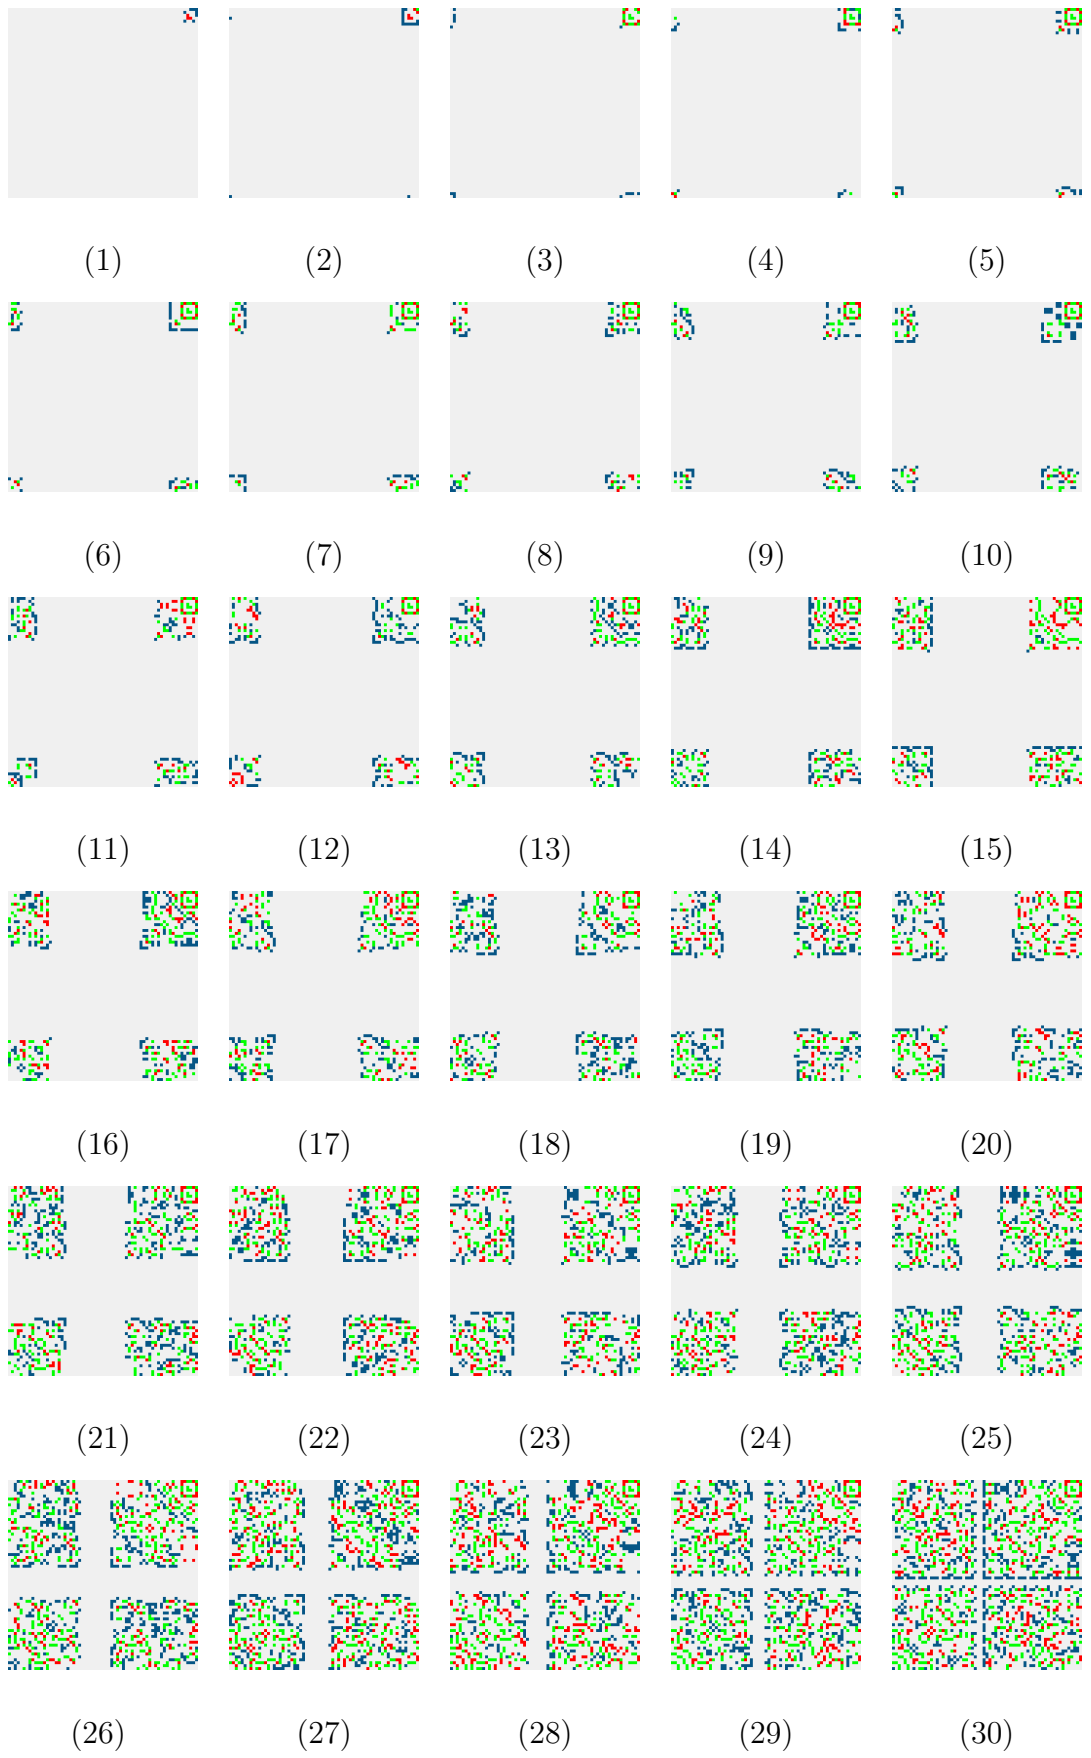 (1) (2) (3) (4) (5)
(6) (7) (8) (9) (10)
(11) (12) (13) (14) (15)
(16) (17) (18) (19) (20)
(21) (22) (23) (24) (25)
(26) (27) (28) (29) (30)